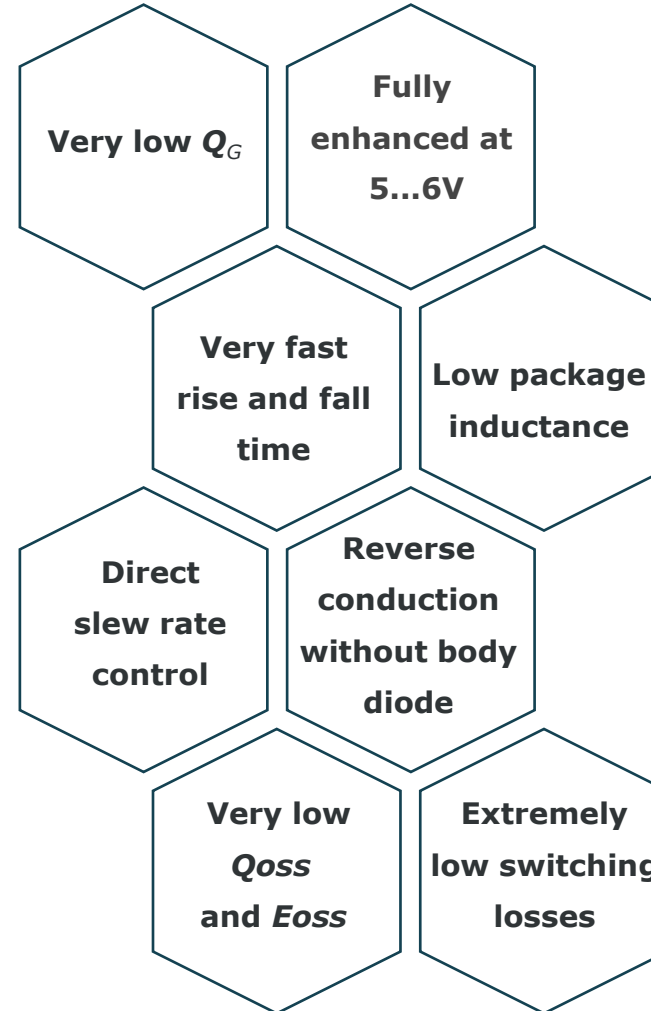 Very low QG
Fully
enhanced at
5...6V
Very fast
rise and fall
time
Low package
inductance
Direct
slew rate
control
Reverse
conduction
without body
diode
Very low
Qoss
and Eoss
Extremely
low switching
losses